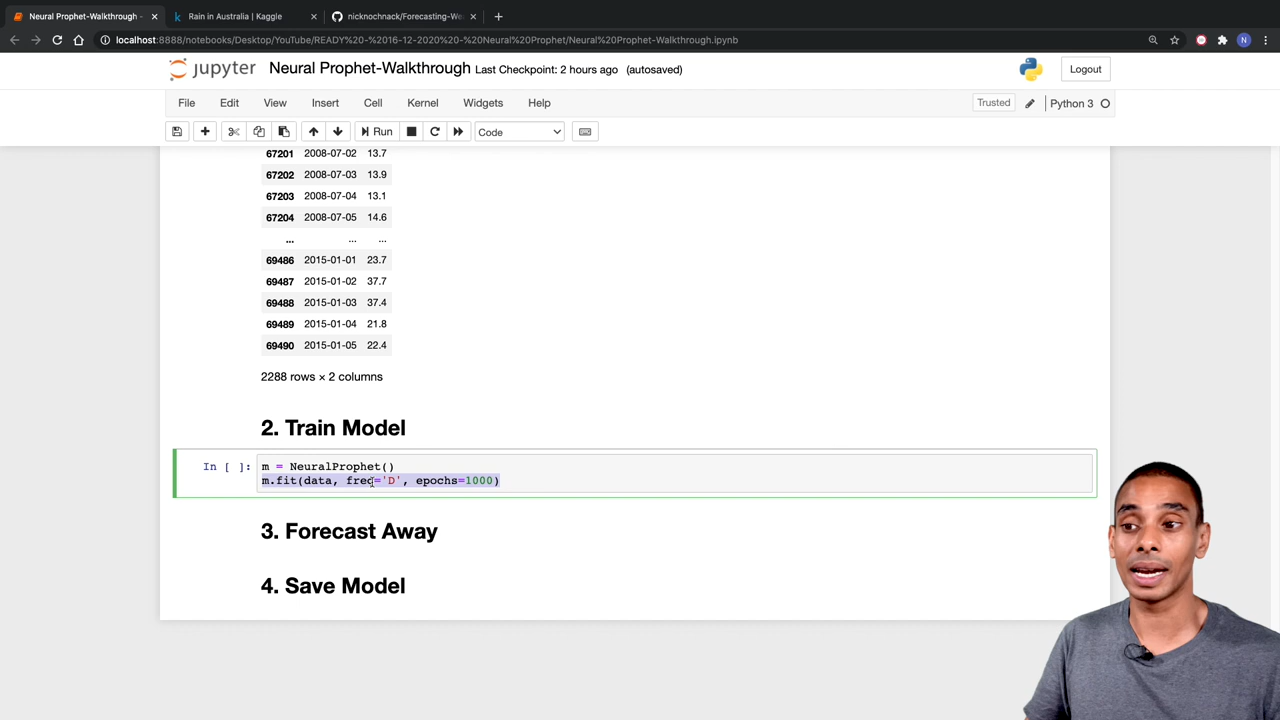 Neural Prophet-Walkthrough -
Rain in Australia | Kaggle
nicknochnack/Forecasting-We
localhost:8888/notebooks/Desktop/YouTube/READY%20-%2016-12-2020%20-%20Neural%20Prophet/Neural%20Prophet-Walkthrough.ipynb
N
jupyter Neural Prophet-Walkthrough Last Checkpoint: 2 hours ago (autosaved)
Logout
File Edit View Insert Cell Kernel Widgets Help
Trusted
Python 3
Run
Code
67201 2008-07-02 13.7
67202 2008-07-03 13.9
67203 2008-07-04 13.1
67204 2008-07-05 14.6
... ... ...
69486 2015-01-01 23.7
69487 2015-01-02 37.7
69488 2015-01-03 37.4
69489 2015-01-04 21.8
69490 2015-01-05 22.4
2288 rows × 2 columns
2. Train Model
In [ ]: m = NeuralProphet()
m.fit(data, freq='D', epochs=1000)
3. Forecast Away
4. Save Model